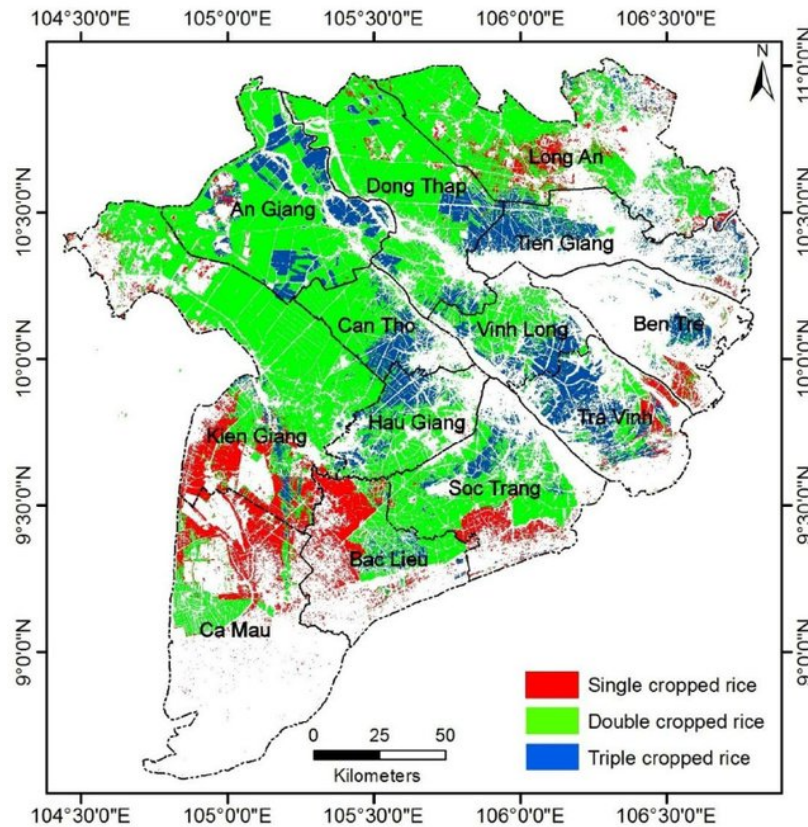 104°30'0"E 105°0'0"E 105°30'0"E 106°0'0"E 106°30'0"E
N
11°0'0"N
11°0'0"N
10°30'0"N
10°30'0"N
10°0'0"N
10°0'0"N
9°30'0"N
9°30'0"N
9°0'0"N
9°0'0"N
Long An
Dong Thap
An Giang
Tien Giang
Can Tho
Vinh Long
Ben Tre
Hau Giang
Tra Vinh
Kien Giang
Soc Trang
Bac Lieu
Ca Mau
Single cropped rice
Double cropped rice
Triple cropped rice
0 25 50
Kilometers
104°30'0"E 105°0'0"E 105°30'0"E 106°0'0"E 106°30'0"E